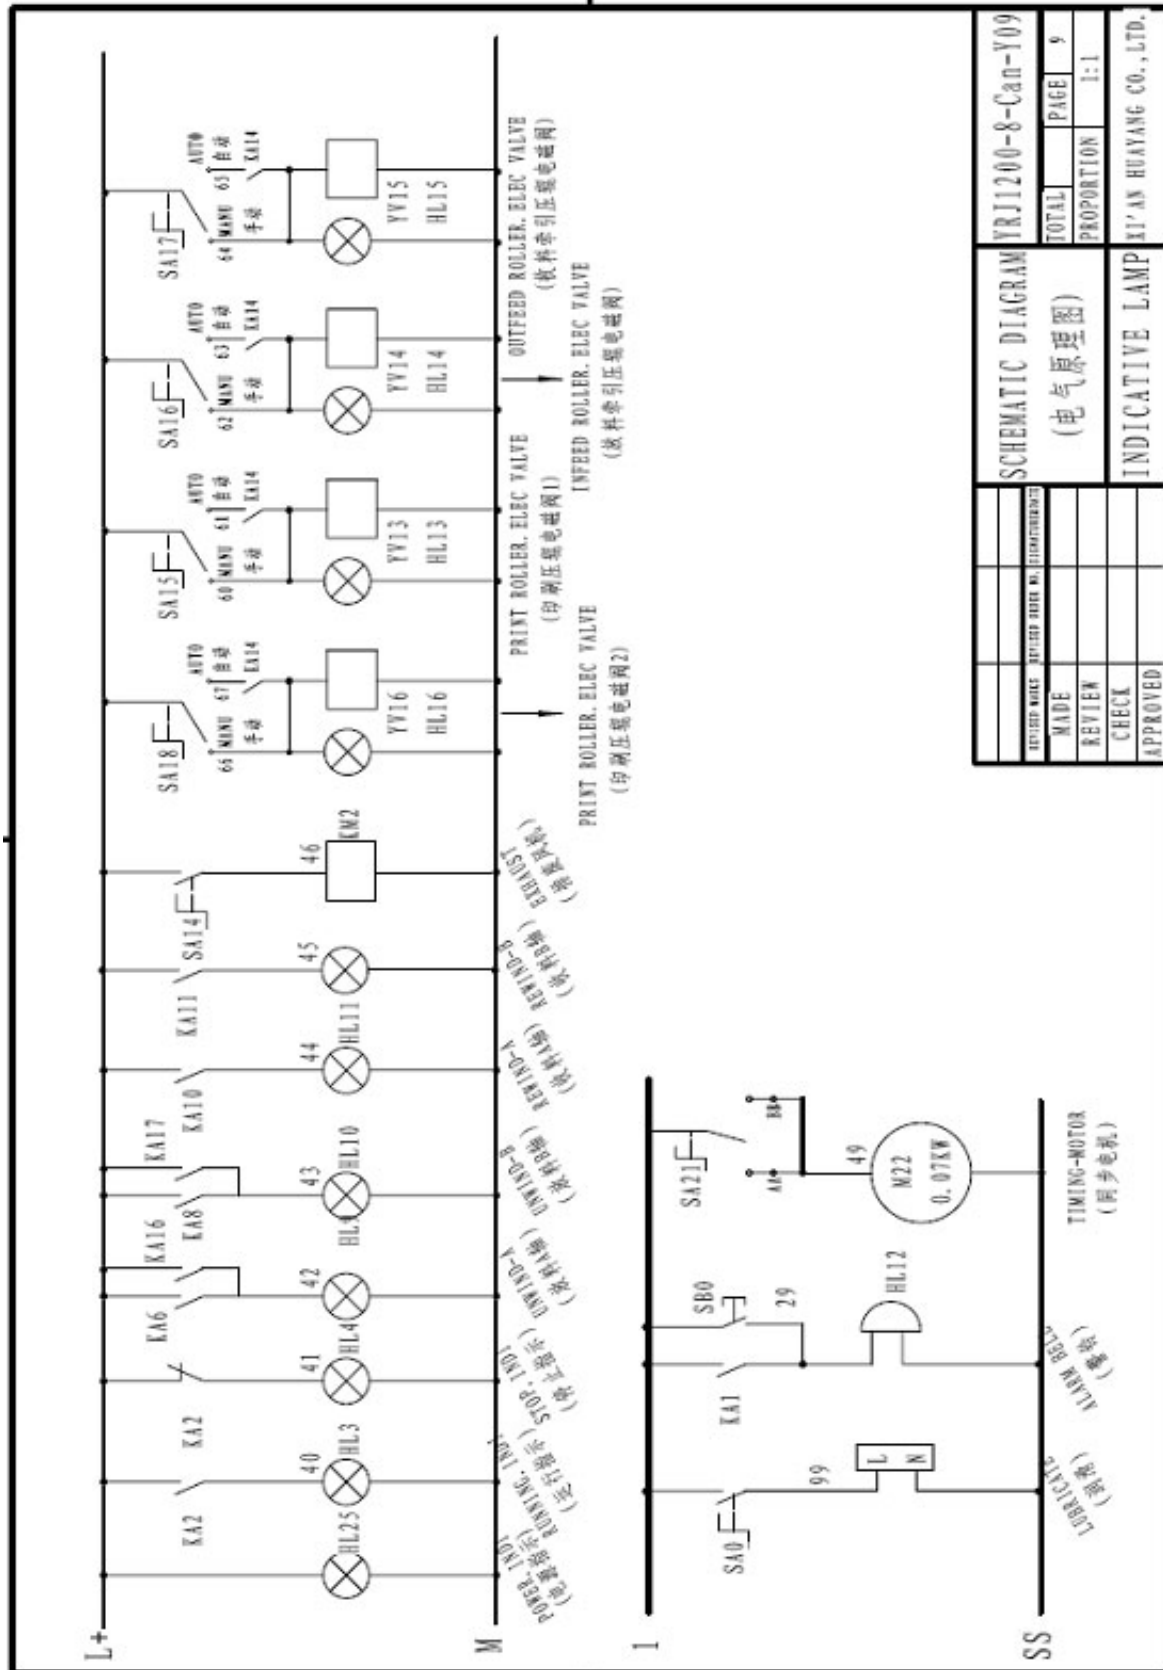 L+
M
1
SS
HL25
POWER. INDI
(电源指示)
KA2
40
HL3
RUNNING. INDI
(运行指示)
KA2
41
HL4
STOP. INDI
(停止指示)
KA6
KA16
42
UNWIND-A
(放料A轴)
KA8
KA17
43
HL9
UNWIND-B
(放料B轴)
KA10
44
HL10
REWIND-A
(收料A轴)
KA11
45
HL11
REWIND-B
(收料B轴)
SA14
46
KM2
EXHAUST
(排废风机)
SA18
66 MANU
手动
AUTO
自动
67
KA14
YV16
HL16
PRINT ROLLER. ELEC VALVE
(印刷压辊电磁阀2)
SA15
60 MANU
手动
AUTO
自动
61
KA14
YV13
HL13
PRINT ROLLER. ELEC VALVE
(印刷压辊电磁阀1)
SA16
62 MANU
手动
AUTO
自动
63
KA14
YV14
HL14
INFEED ROLLER. ELEC VALVE
(放料牵引压辊电磁阀)
SA17
64 MANU
手动
AUTO
自动
65
KA14
YV15
HL15
OUTFEED ROLLER. ELEC VALVE
(收料牵引压辊电磁阀)
SA0
99
L
N
LUBRICATE
(润滑)
KA1
SB0
29
HL12
ALARM BELL
(警铃)
SA21
AA
BB
49
M22
0.07KW
TIMING-MOTOR
(同步电机)
REVISED MARKS
REVISED ORDER NO.
MADE
REVIEW
CHECK
APPROVED
SCHEMATIC DIAGRAM
(电气原理图)
INDICATIVE LAMP
YRJ1200-8-Can-Y09
TOTAL
PAGE
9
PROPORTION
1:1
XI'AN HUAYANG CO.,LTD.